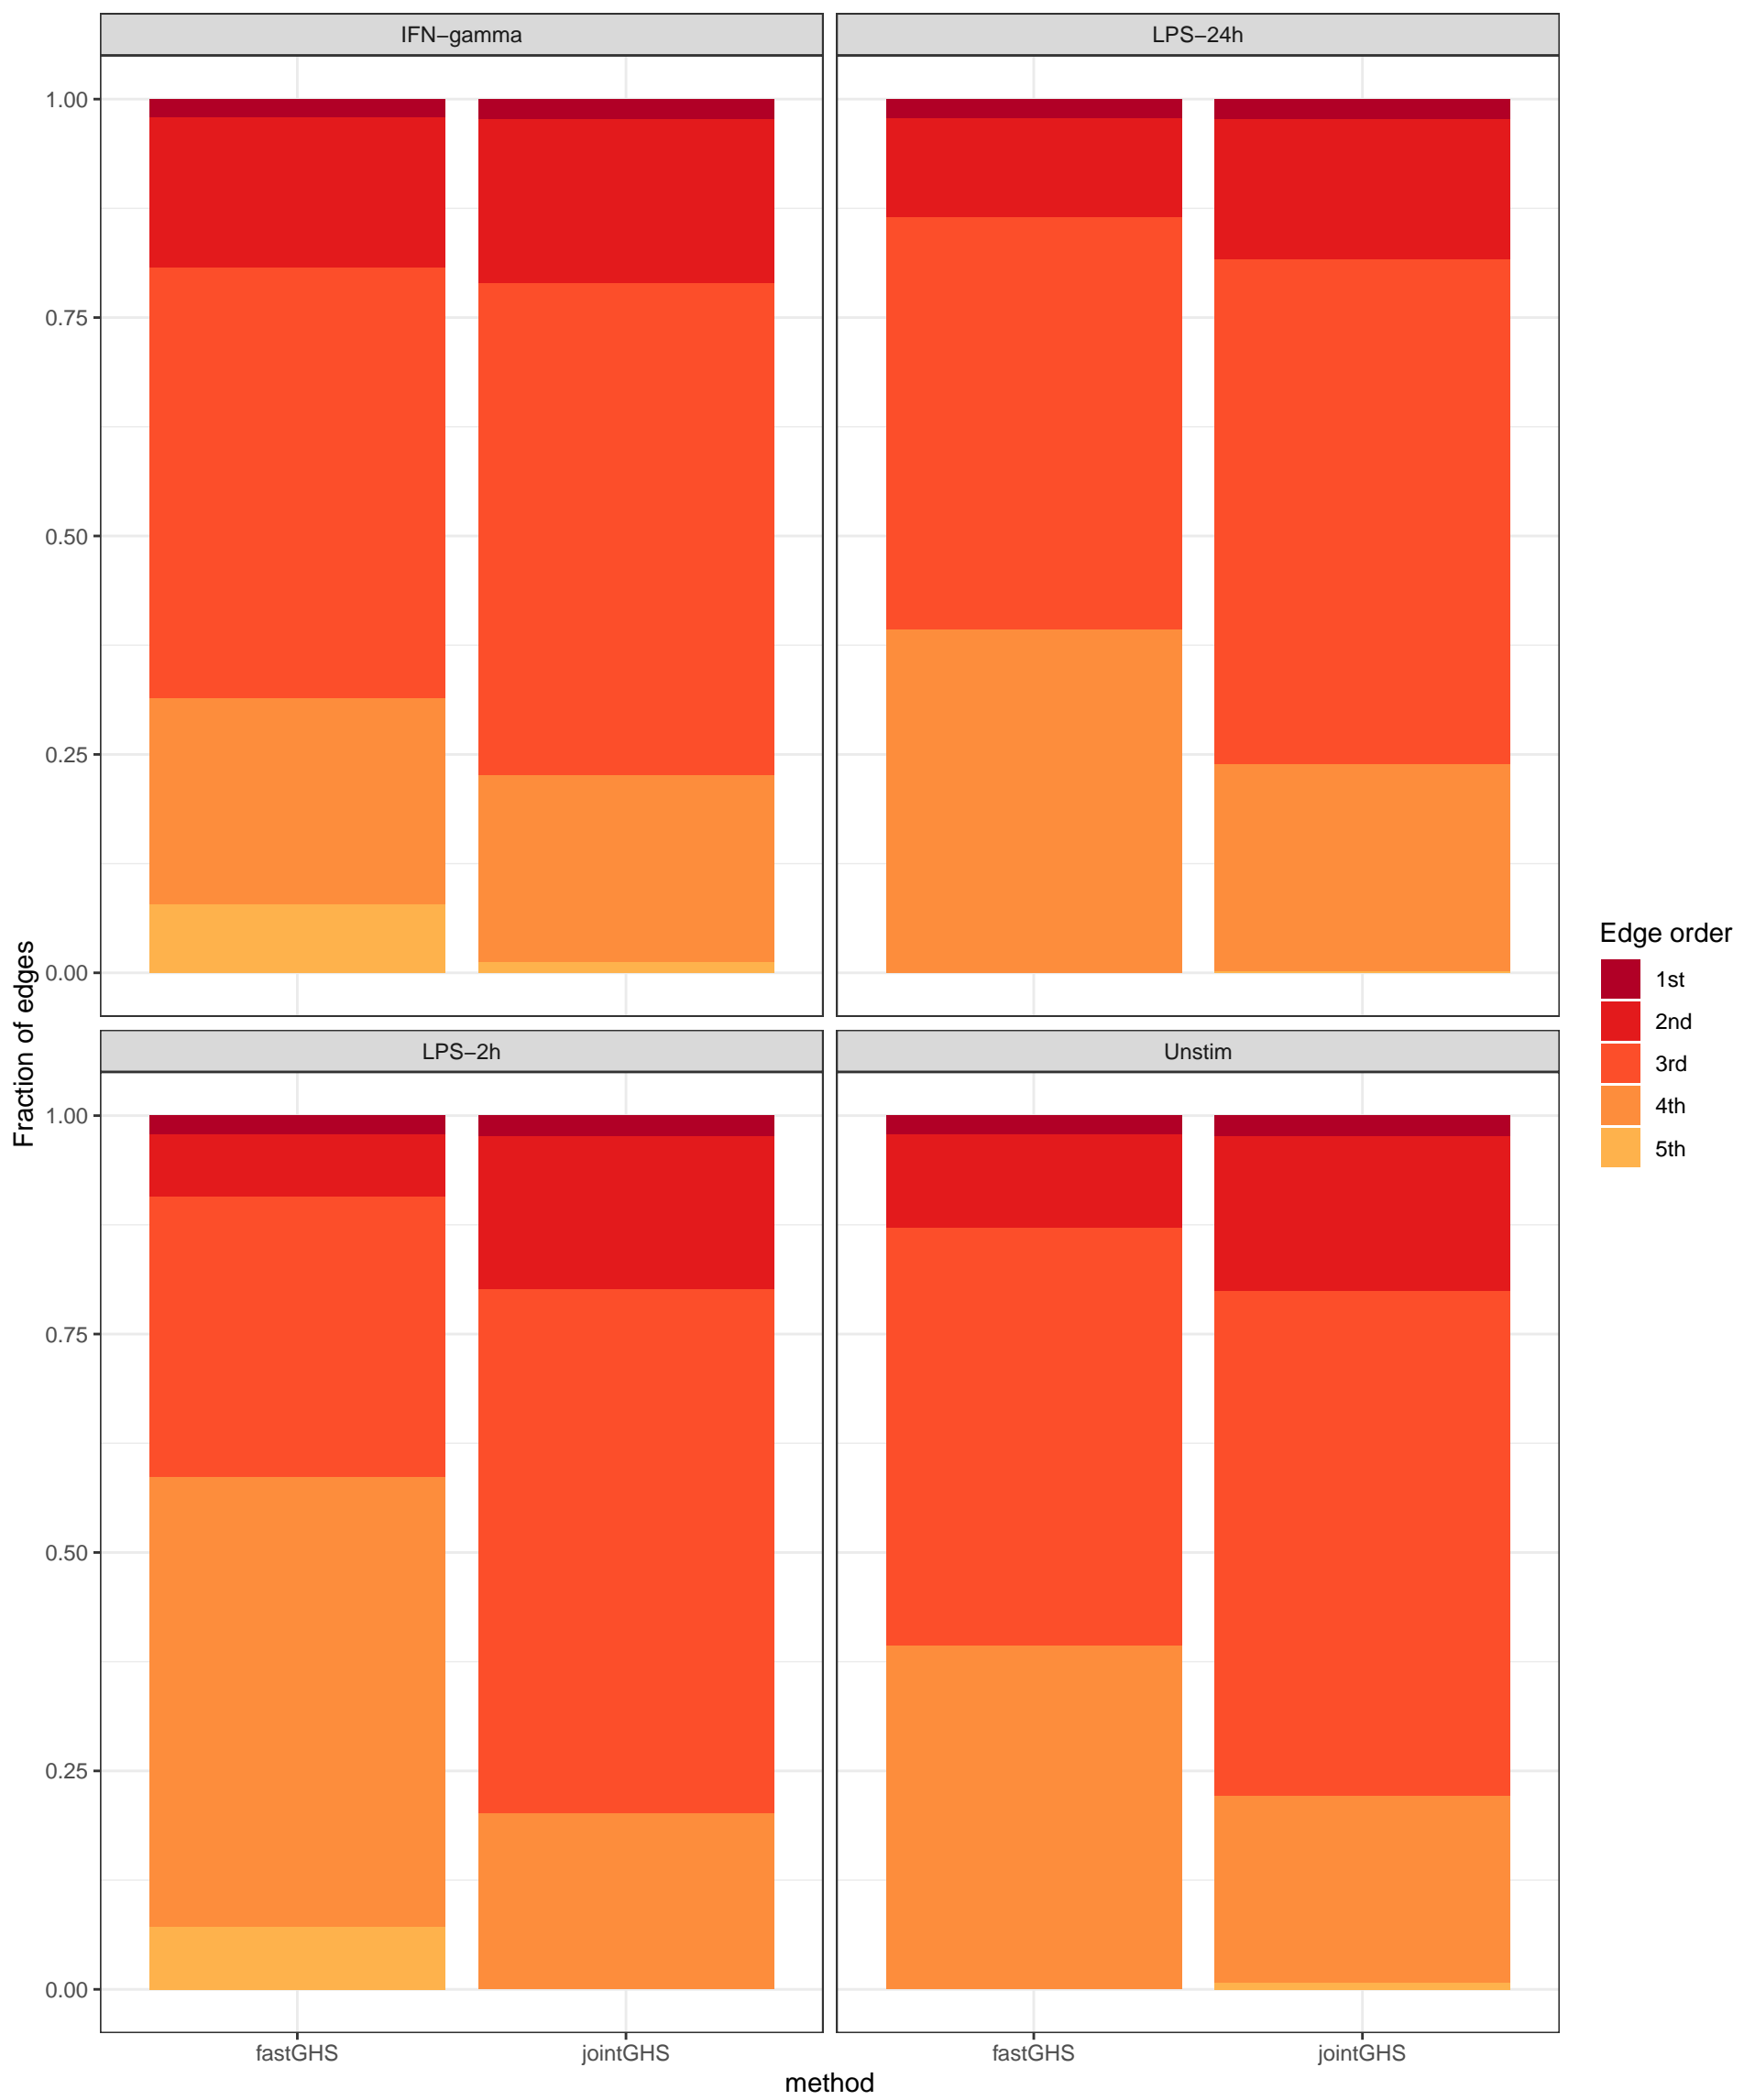 IFN−gamma
LPS−24h
1.00
0.75
0.50
0.25
0.00
LPS−2h
Unstim
1.00
0.75
0.50
0.25
0.00
fastGHS
jointGHS
fastGHS
jointGHS
method
Fraction of edges
Edge order
1st
2nd
3rd
4th
5th